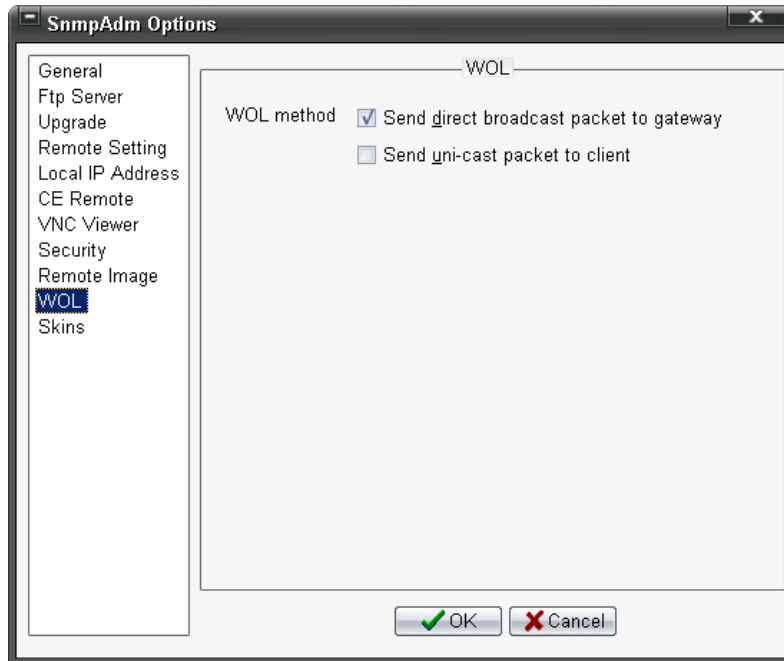 SnmpAdm Options
General
Ftp Server
Upgrade
Remote Setting
Local IP Address
CE Remote
VNC Viewer
Security
Remote Image
WOL
Skins
WOL
WOL method
Send direct broadcast packet to gateway
Send uni-cast packet to client
OK
Cancel